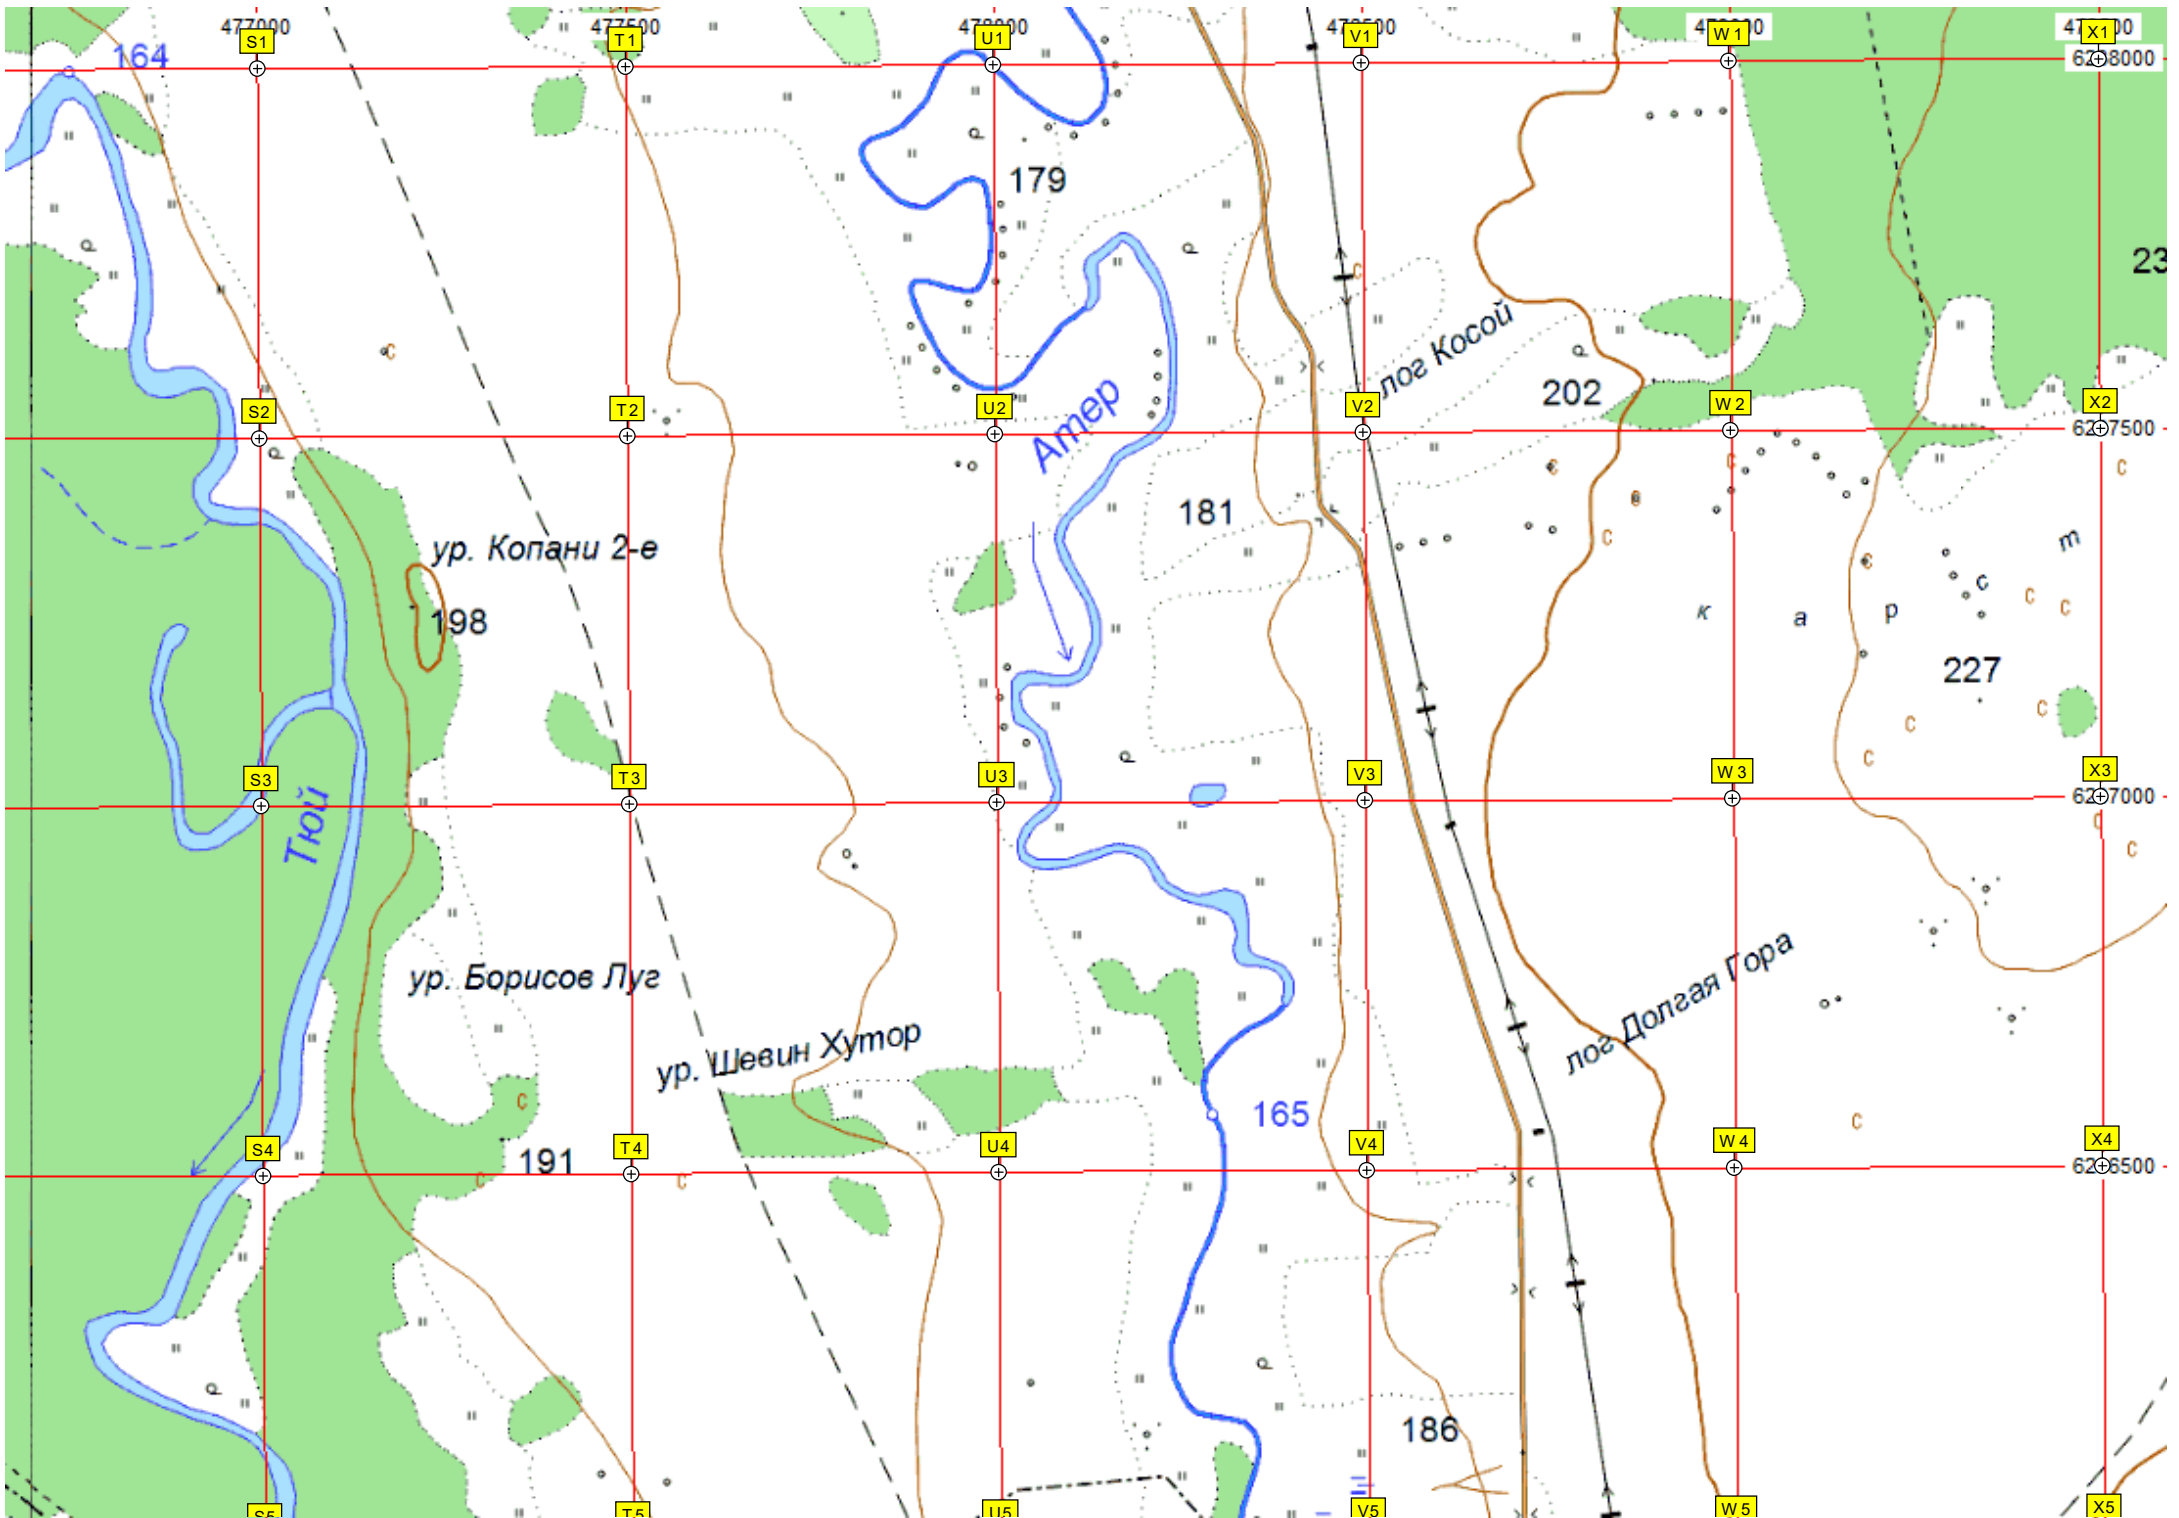 477000
477500
478000
478500
S1
T1
U1
V1
W1
X1
164
6238000
179
23
лог Косой
202
S2
T2
U2
V2
W2
X2
Атер
6237500
181
ур. Копани 2-е
198
к а р с т
227
S3
T3
U3
V3
W3
X3
6237000
Тюй
ур. Борисов Луг
лог Долгая Гора
ур. Шевин Хутор
165
S4
T4
U4
V4
W4
X4
191
6236500
186
S5
T5
U5
V5
W5
X5